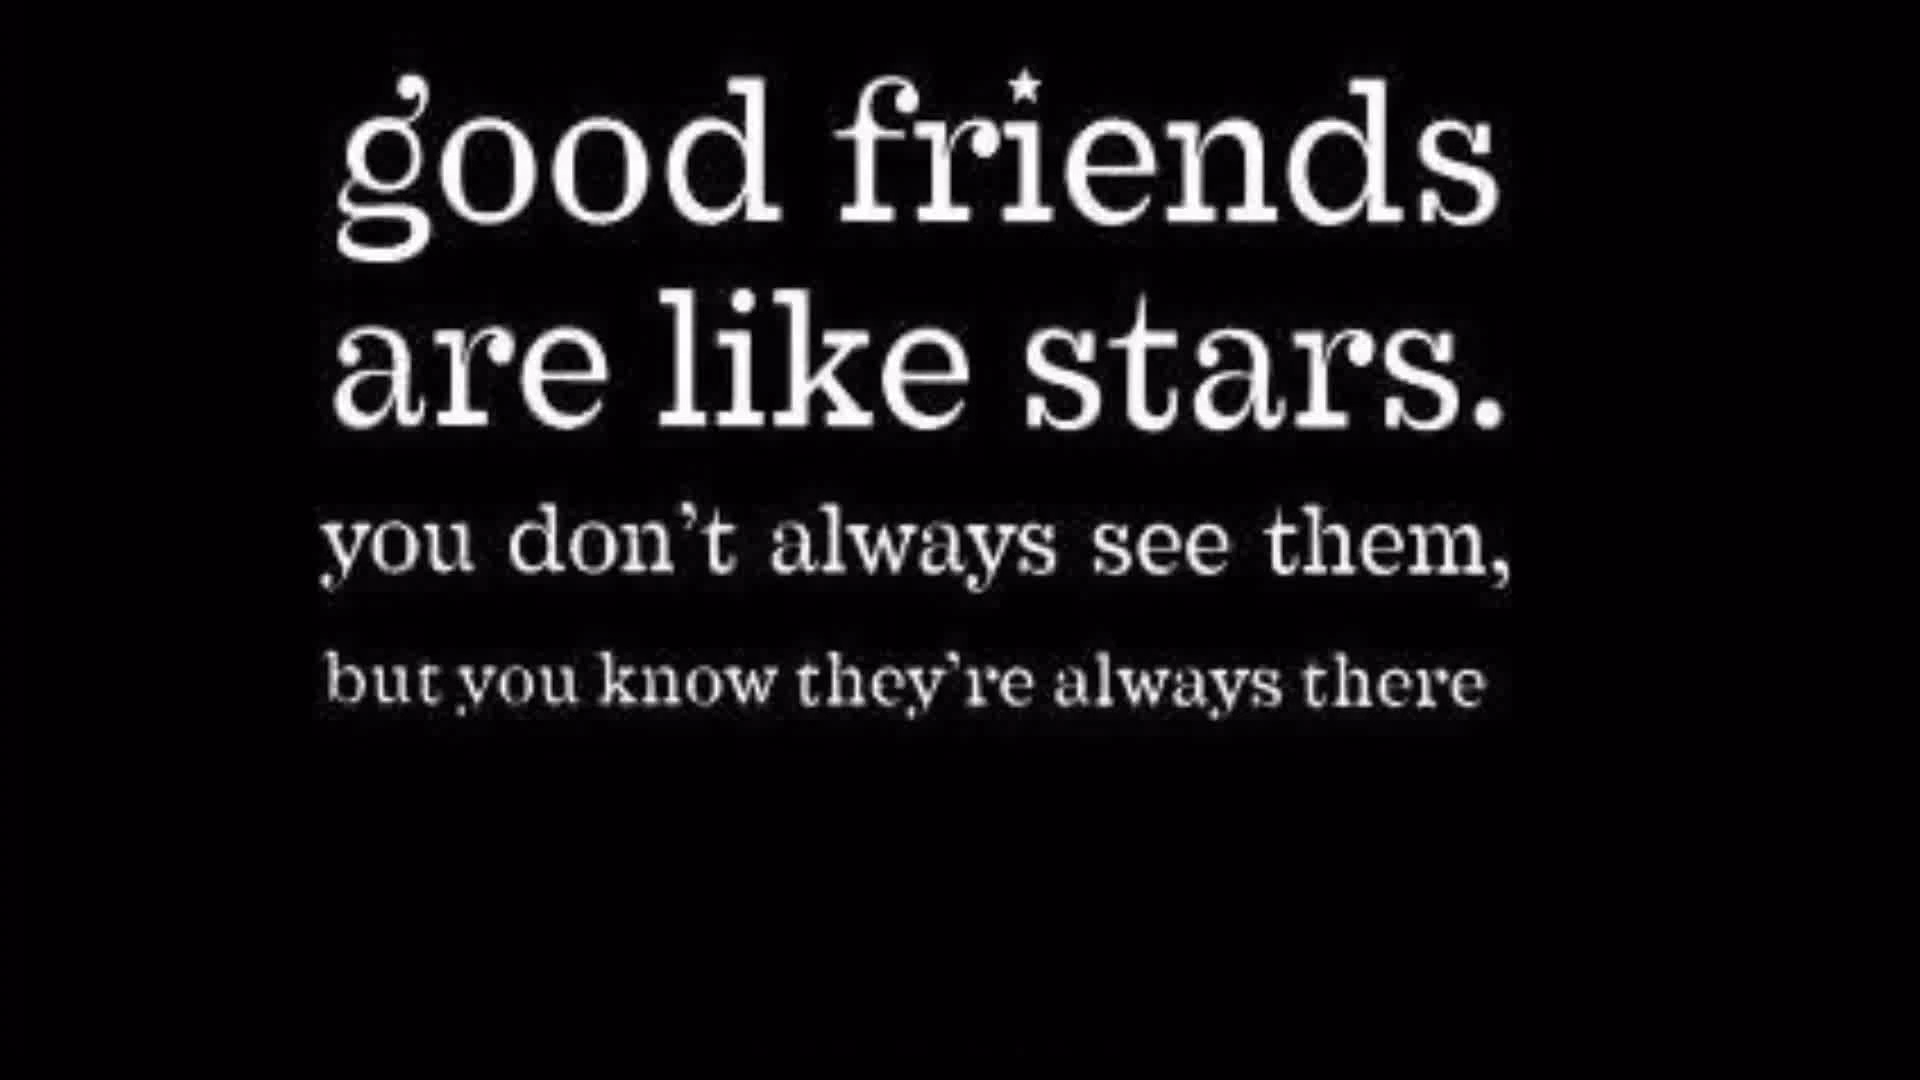 good friends
are like stars.
you don’t always see them,
but you know they’re always there